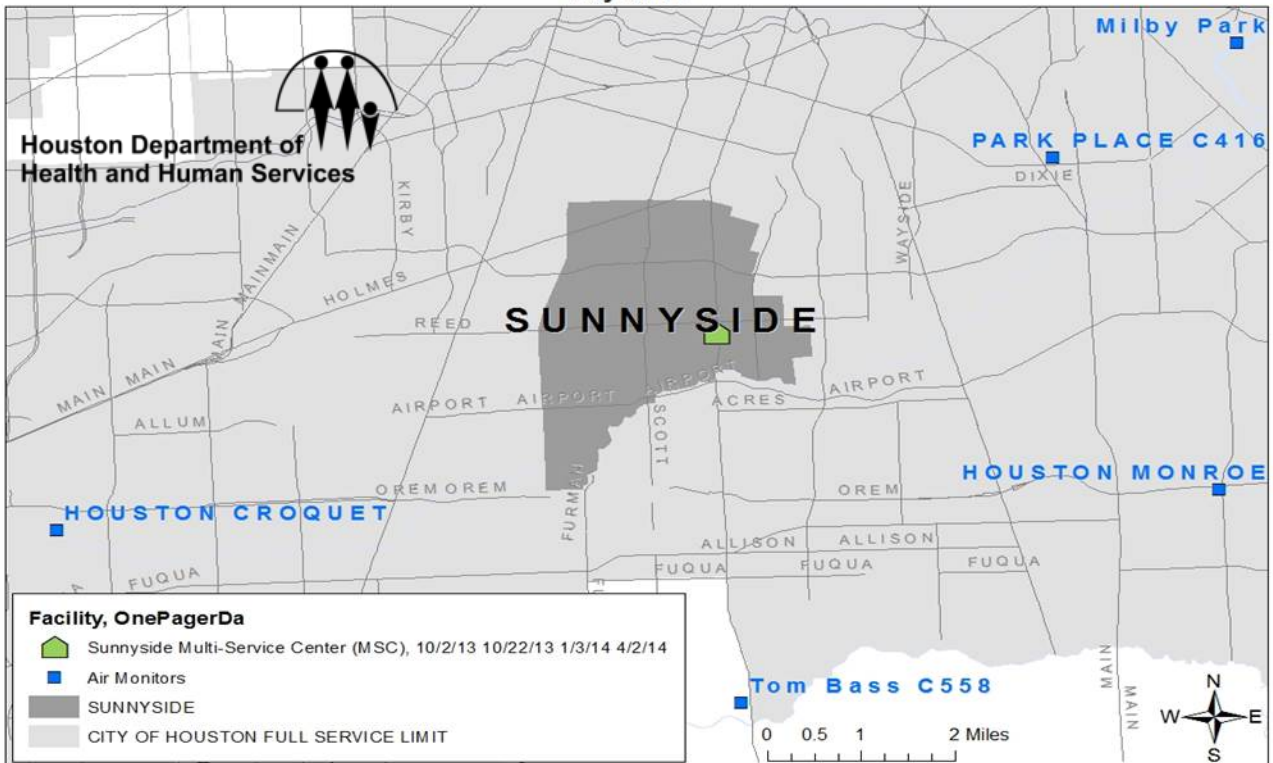 Milby Park
Houston Department of
Health and Human Services
PARK PLACE C416
DIXIE
KIRBY
WAYSIDE
MAINMAIN
HOLMES
MAIN
SUNNYSIDE
REED
MAIN MAIN
AIRPORT AIRPORT AIRPORT
AIRPORT
ACRES
ALLUM
SCOTT
HOUSTON MONROE
OREMOREM
OREM
HOUSTON CROQUET
FURMAN
ALLISON ALLISON
FUQUA
FUQUA FUQUA FUQUA
Facility, OnePagerDa
Sunnyside Multi-Service Center (MSC), 10/2/13 10/22/13 1/3/14 4/2/14
Air Monitors
SUNNYSIDE
CITY OF HOUSTON FULL SERVICE LIMIT
Tom Bass C558
MAIN
MAIN
0 0.5 1 2 Miles
N
W E
S